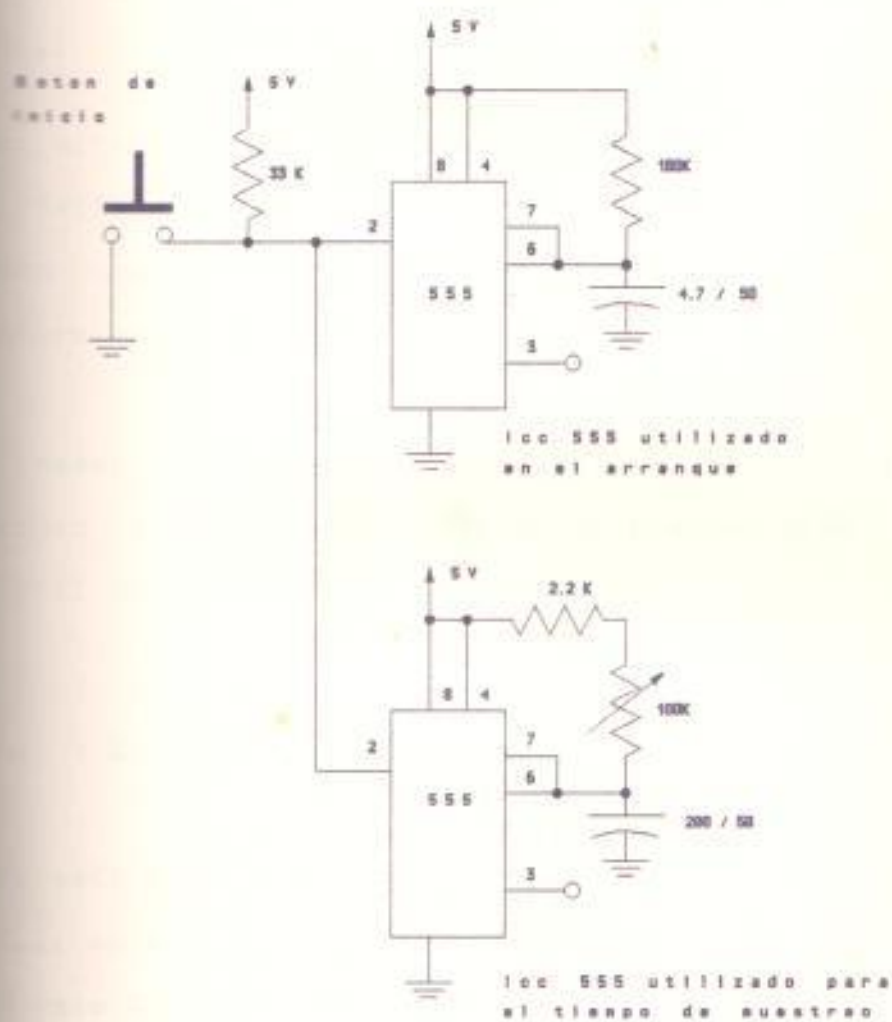 5 V
Boton de
inicio
5 V
33 K
8 4
100K
2
7
6
555
4.7 / 50
3
Icc 555 utilizado
en el arranque
5 V
2.2 K
8 4
100K
2
7
6
555
200 / 50
3
Icc 555 utilizado para
el tiempo de muestreo